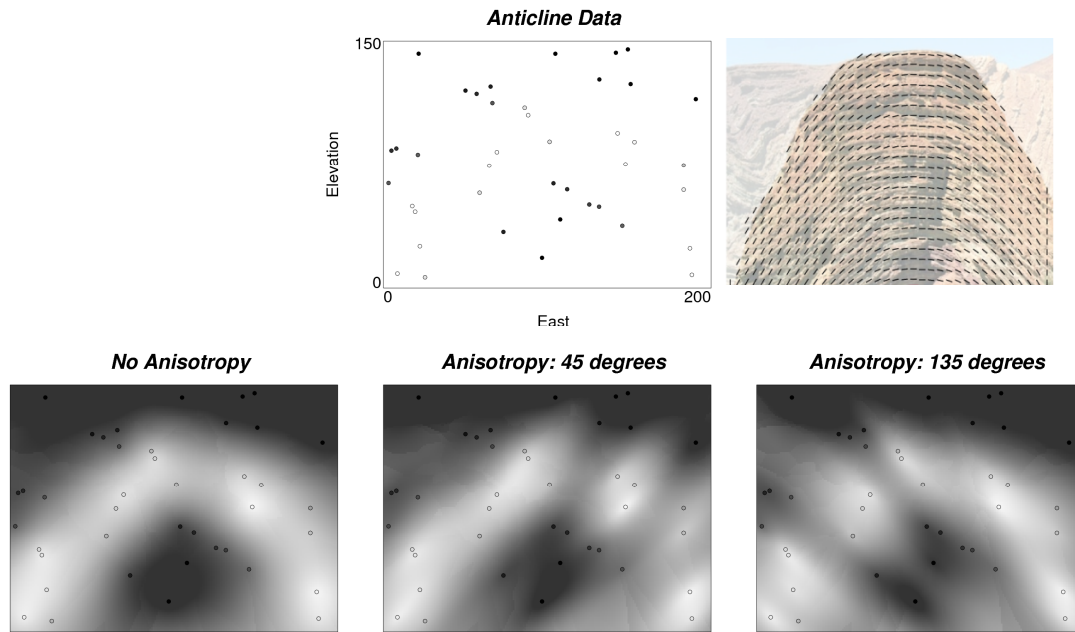 Anticline Data
150
Elevation
0
0
200
East
No Anisotropy
Anisotropy: 45 degrees
Anisotropy: 135 degrees